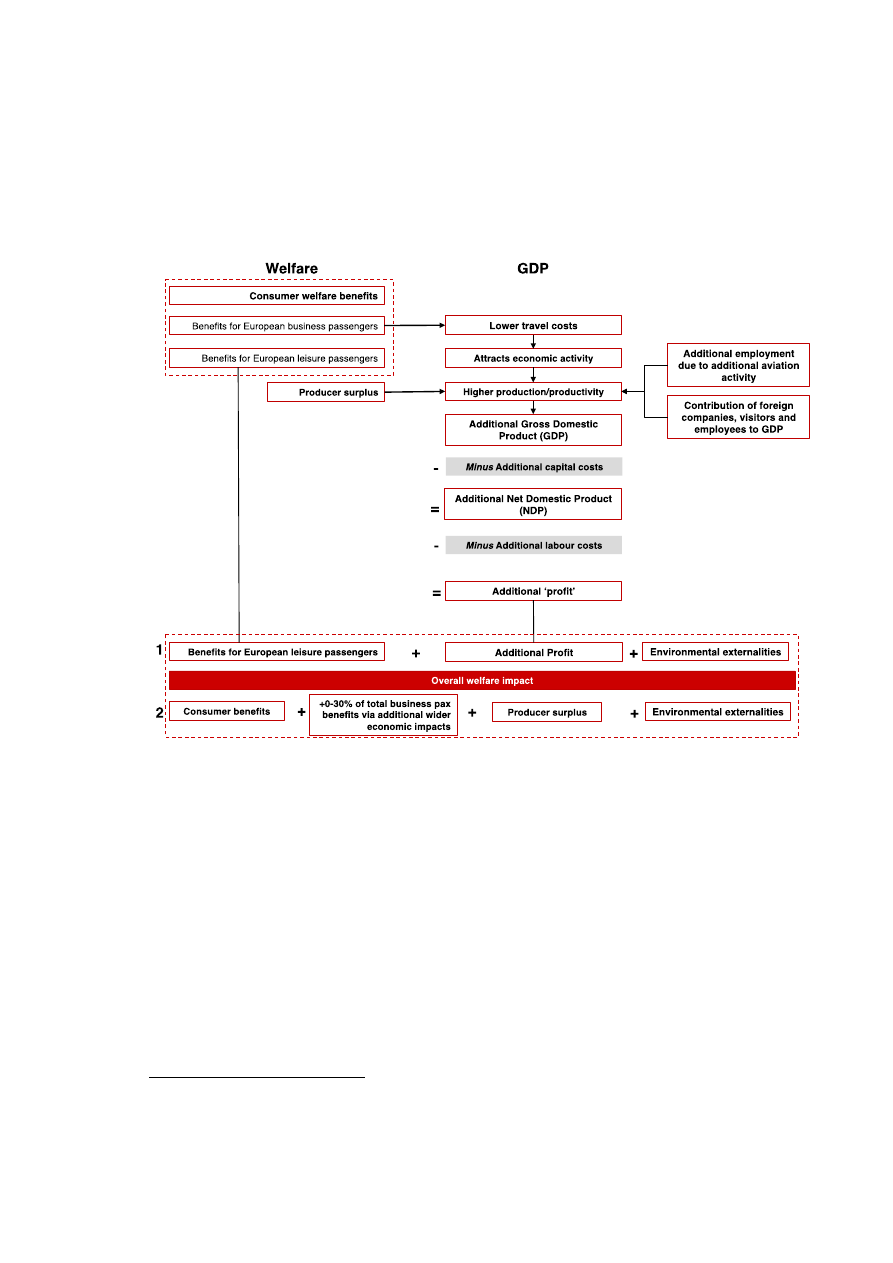 Welfare
GDP
Consumer welfare benefits
Benefits for European business passengers
Lower travel costs
Benefits for European leisure passengers
Attracts economic activity
Additional employment
due to additional aviation
activity
Producer surplus
Higher production/productivity
Contribution of foreign
companies, visitors and
employees to GDP
Additional Gross Domestic
Product (GDP)
- Minus Additional capital costs
= Additional Net Domestic Product
(NDP)
- Minus Additional labour costs
= Additional ‘profit’
1 Benefits for European leisure passengers + Additional Profit + Environmental externalities
Overall welfare impact
2 Consumer benefits + +0-30% of total business pax
benefits via additional wider
economic impacts
+ Producer surplus + Environmental externalities